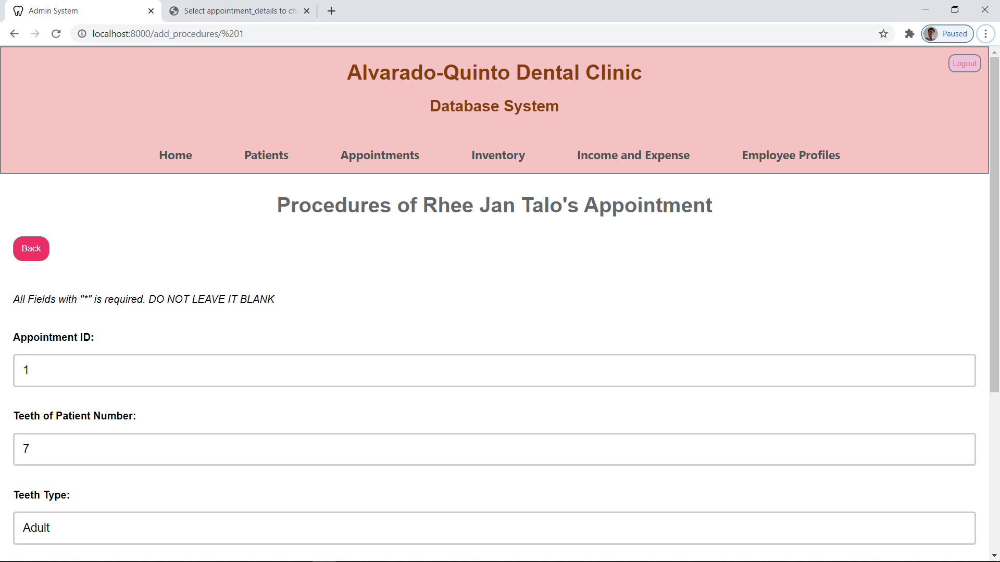 Admin System
Select appointment_details to ch
localhost:8000/add_procedures/%201
Paused
Logout
Alvarado-Quinto Dental Clinic
Database System
Home Patients Appointments Inventory Income and Expense Employee Profiles
Procedures of Rhee Jan Talo's Appointment
Back
All Fields with "*" is required. DO NOT LEAVE IT BLANK
Appointment ID:
1
Teeth of Patient Number:
7
Teeth Type:
Adult